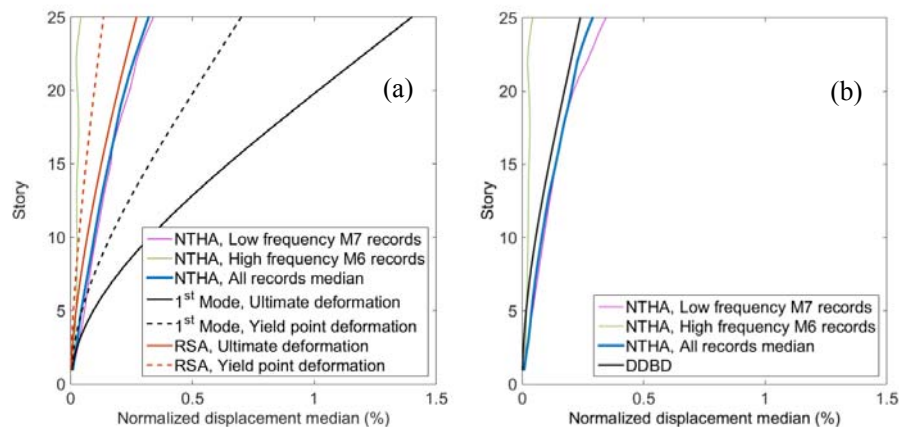 25
20
15
10
5
0
Story
(a)
NTHA, Low frequency M7 records
NTHA, High frequency M6 records
NTHA, All records median
1st Mode, Ultimate deformation
1st Mode, Yield point deformation
RSA, Ultimate deformation
RSA, Yield point deformation
0 0.5 1 1.5
Normalized displacement median (%)
25
20
15
10
5
0
Story
(b)
NTHA, Low frequency M7 records
NTHA, High frequency M6 records
NTHA, All records median
DDBD
0 0.5 1 1.5
Normalized displacement median (%)